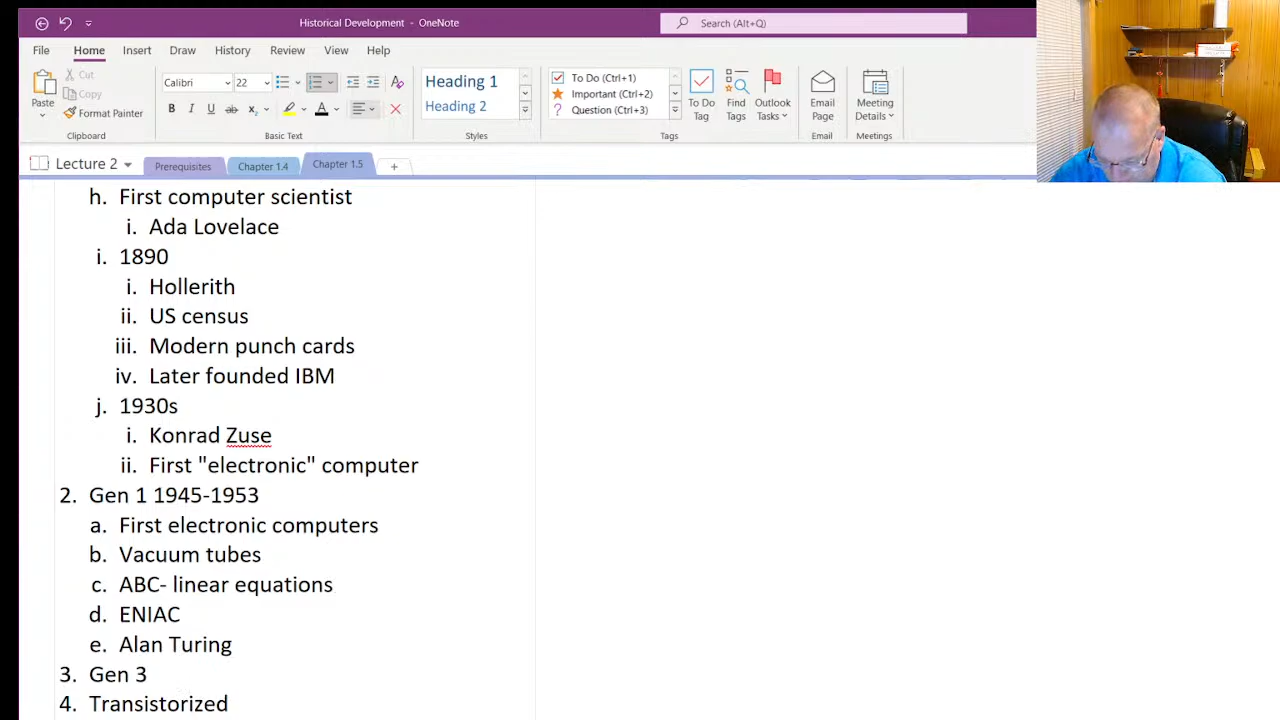 Historical Development - OneNote
Search (Alt+Q)
File Home Insert Draw History Review View Help
Paste
Cut
Copy
Format Painter
Clipboard
Calibri 22
B I U ab x₂ A
Basic Text
Heading 1
Heading 2
Styles
To Do (Ctrl+1)
Important (Ctrl+2)
? Question (Ctrl+3)
To Do Tag
Find Tags
Outlook Tasks
Tags
Email Page
Email
Meeting Details
Meetings
Lecture 2 Prerequisites Chapter 1.4 Chapter 1.5 +
h. First computer scientist
i. Ada Lovelace
i. 1890
i. Hollerith
ii. US census
iii. Modern punch cards
iv. Later founded IBM
j. 1930s
i. Konrad Zuse
ii. First "electronic" computer
2. Gen 1 1945-1953
a. First electronic computers
b. Vacuum tubes
c. ABC- linear equations
d. ENIAC
e. Alan Turing
3. Gen 3
4. Transistorized